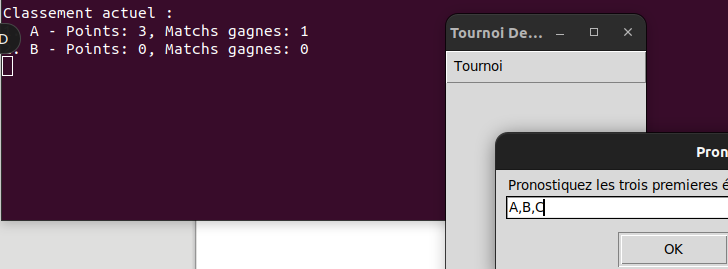 Classement actuel :
A - Points: 3, Matchs gagnes: 1
. B - Points: 0, Matchs gagnes: 0
D
Tournoi De...
Tournoi
Pron
Pronostiquez les trois premieres é
A,B,C
OK